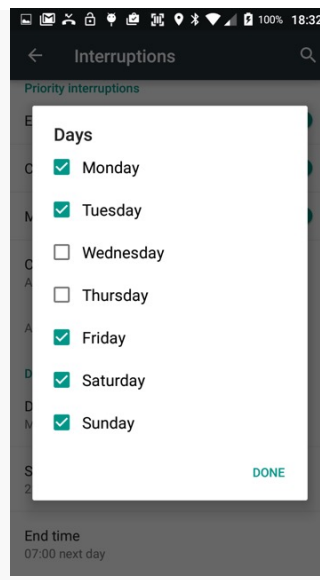 100% 18:32
Interruptions
Priority interruptions
Days
Monday
Tuesday
Wednesday
Thursday
Friday
Saturday
Sunday
DONE
End time
07:00 next day